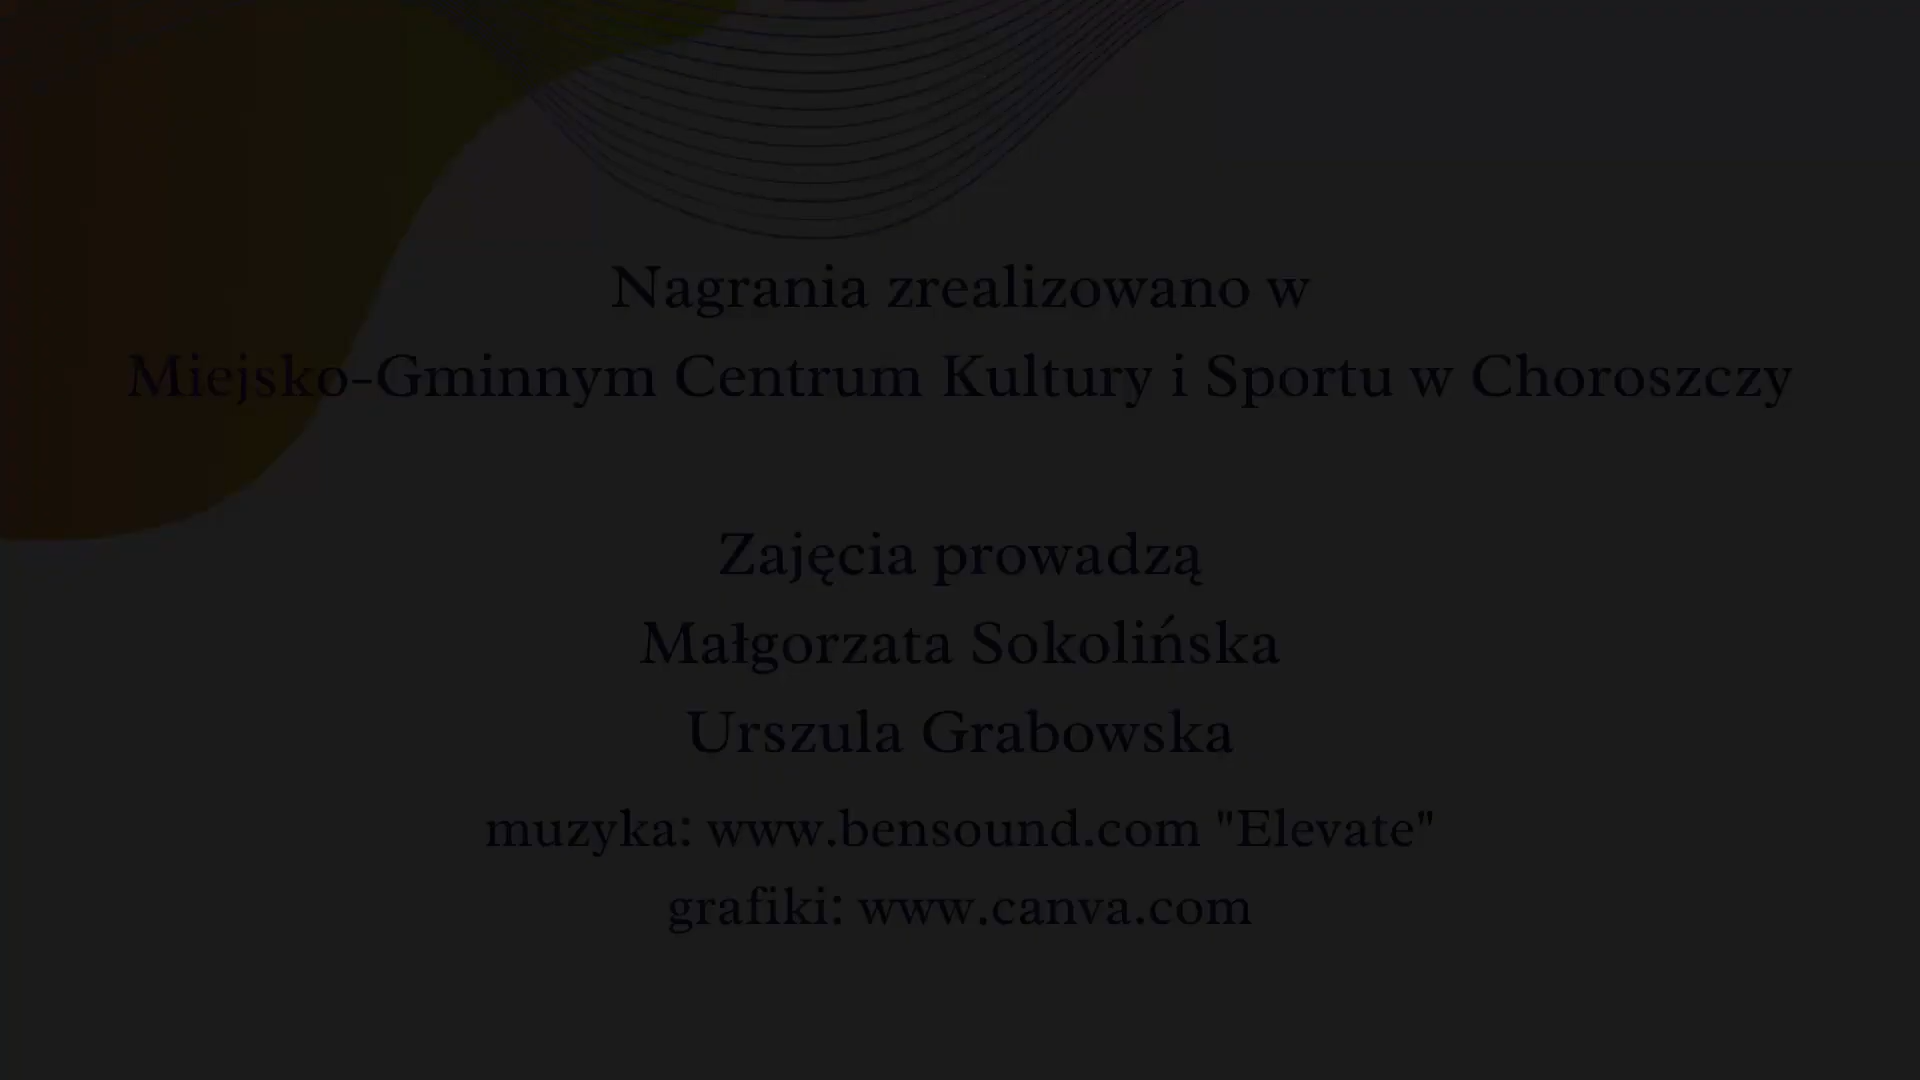 Nagrania zrealizowano w
Miejsko-Gminnym Centrum Kultury i Sportu w Choroszczy
Zajęcia prowadzą
Małgorzata Sokolińska
Urszula Grabowska
muzyka: www.bensound.com "Elevate"
grafiki: www.canva.com